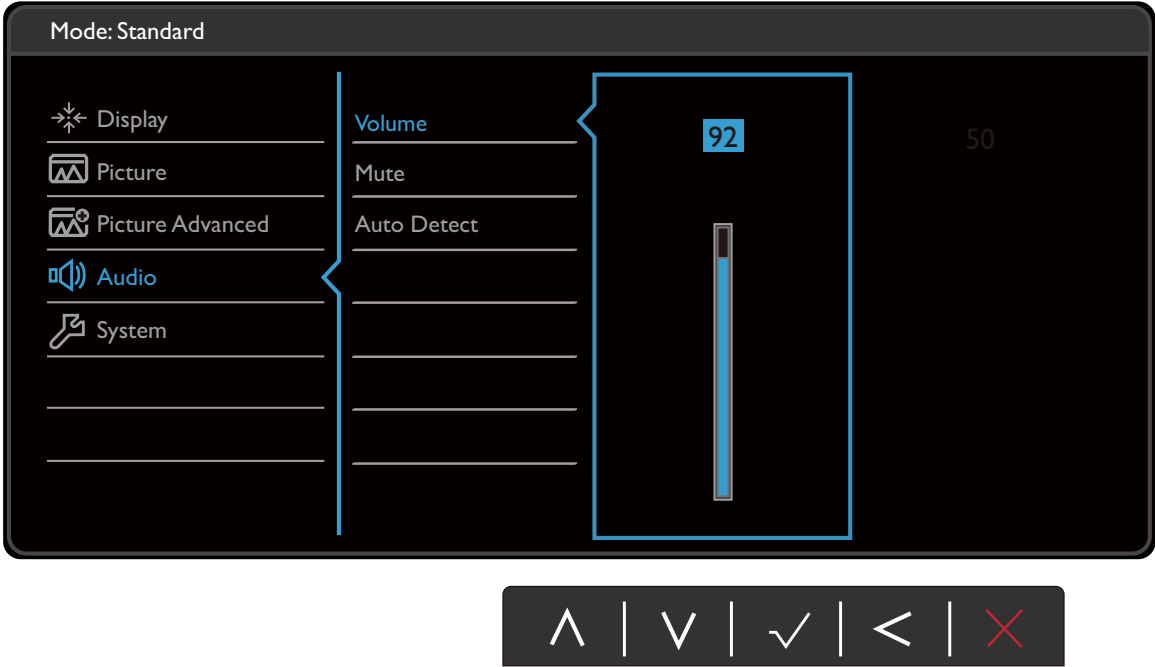 Mode: Standard
Display
Picture
Picture Advanced
Audio
System
Volume
Mute
Auto Detect
92
50